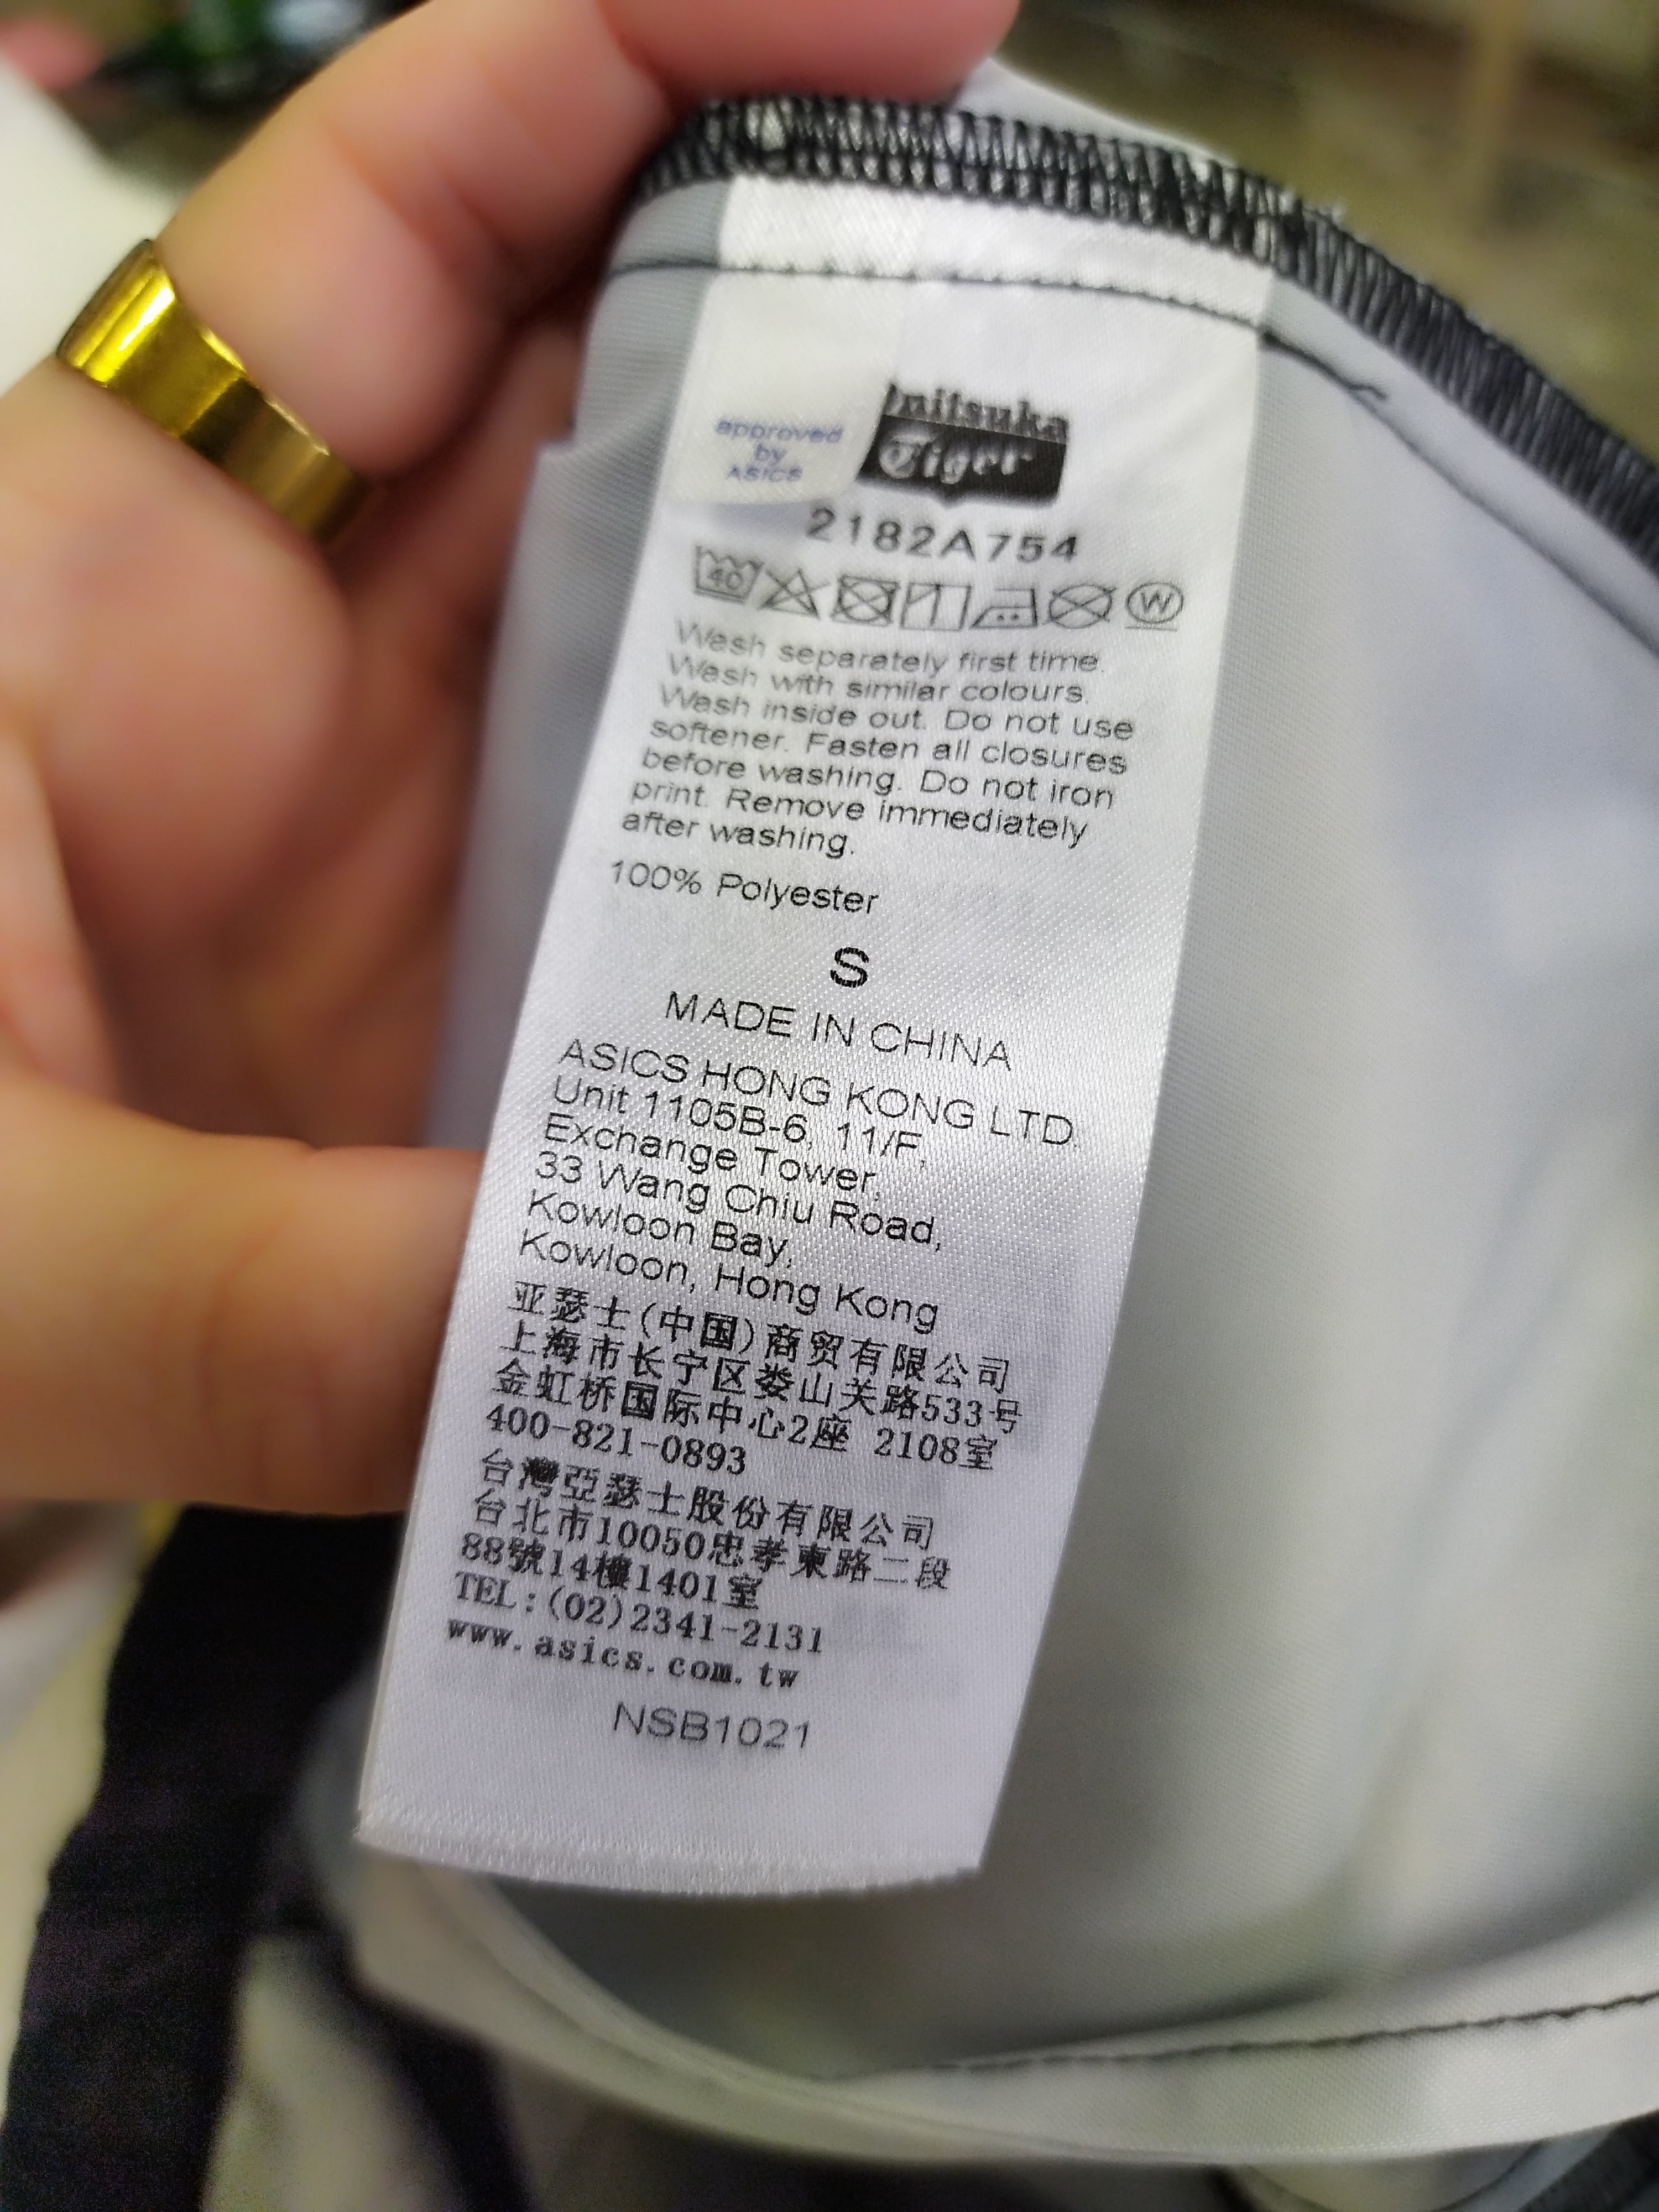 approved
by
ASICS
Onitsuka
Tiger
2182A754
40 W
Wash separately first time.
Wash with similar colours.
Wash inside out. Do not use
softener. Fasten all closures
before washing. Do not iron
print. Remove immediately
after washing.
100% Polyester
S
MADE IN CHINA
ASICS HONG KONG LTD.
Unit 1105B-6, 11/F,
Exchange Tower,
33 Wang Chiu Road,
Kowloon Bay,
Kowloon, Hong Kong
亚瑟士(中国)商贸有限公司
上海市长宁区娄山关路533号
金虹桥国际中心2座 2108室
400-821-0893
台灣亞瑟士股份有限公司
台北市10050忠孝東路二段
88號14樓1401室
TEL:(02)2341-2131
www.asics.com.tw
NSB1021